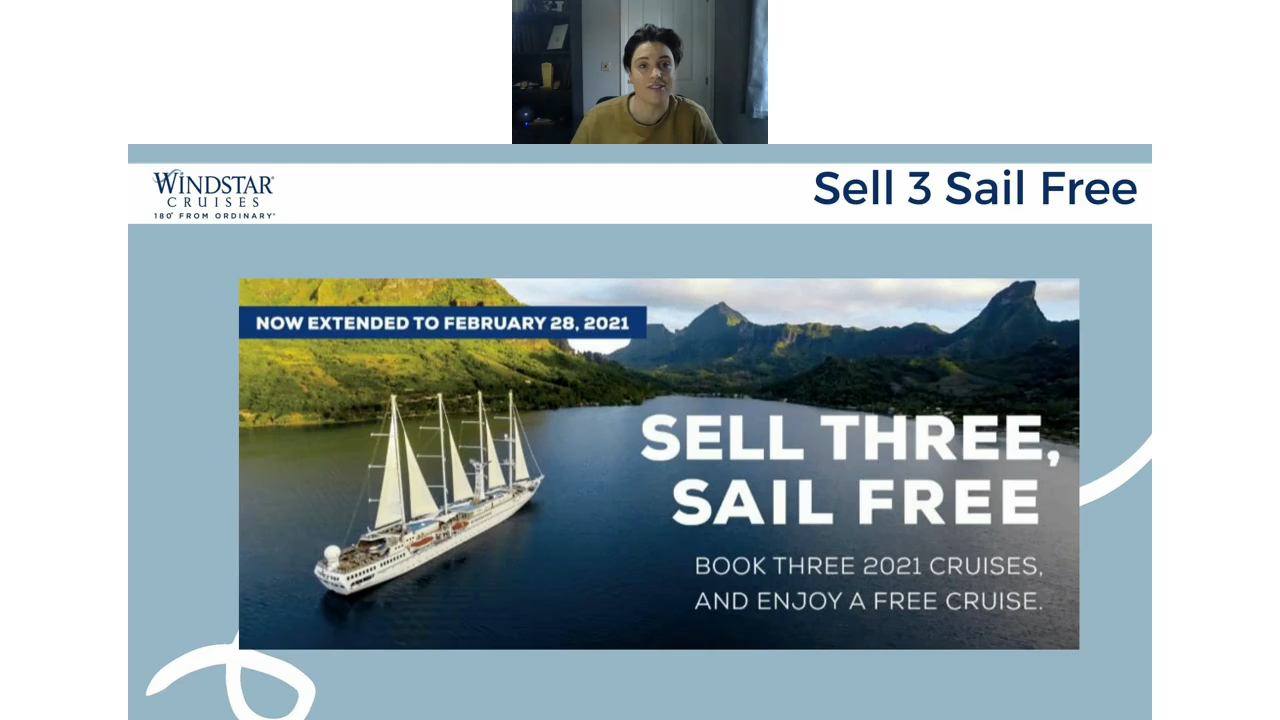 WINDSTAR®
CRUISES
180° FROM ORDINARY®
Sell 3 Sail Free
NOW EXTENDED TO FEBRUARY 28, 2021
SELL THREE,
SAIL FREE
BOOK THREE 2021 CRUISES,
AND ENJOY A FREE CRUISE.